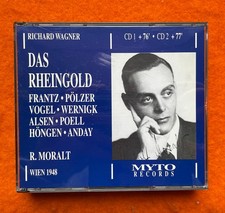 RICHARD WAGNER
CD 1 + 76' • CD 2 + 77'
DAS
RHEINGOLD
FRANTZ • PÖLZER
VOGEL • WERNICK
ALSEN • POELL
HÖNGEN • ANDAY
R. MORALT
WIEN 1948
MYTO
RECORDS